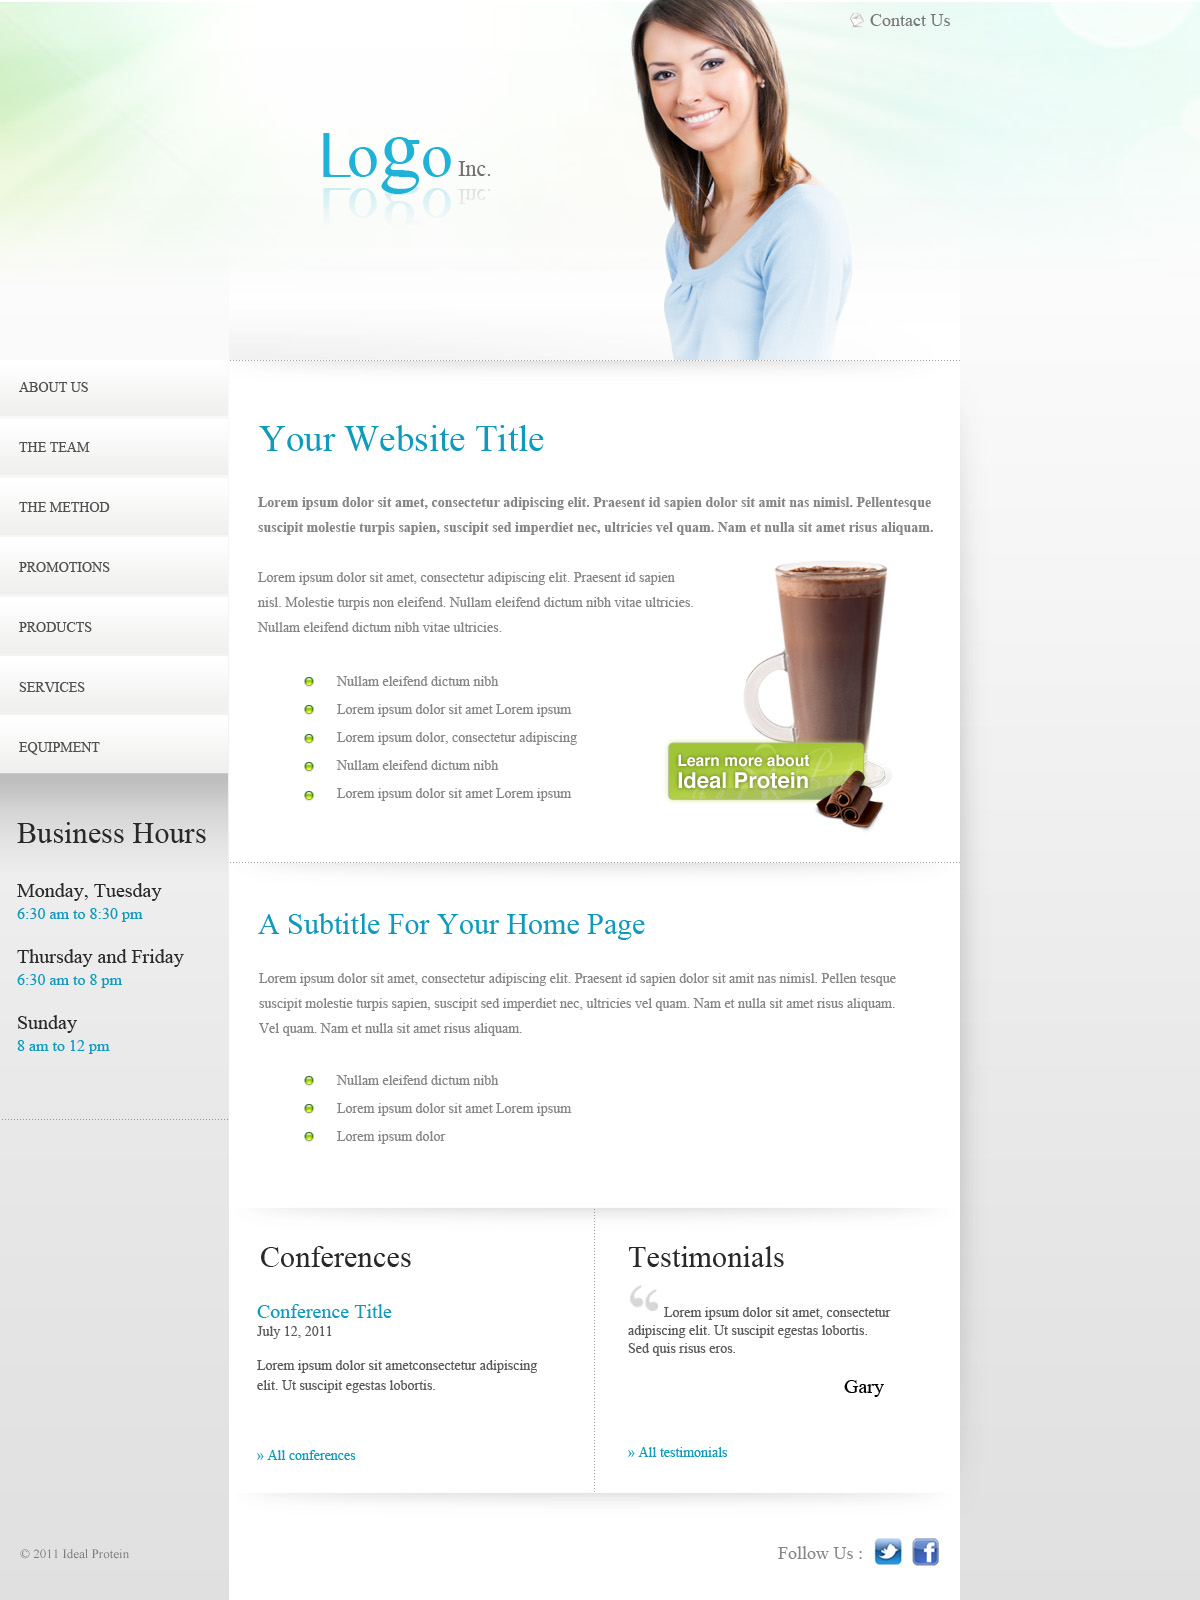 Contact Us
Logo Inc.
ABOUT US
THE TEAM
THE METHOD
PROMOTIONS
PRODUCTS
SERVICES
EQUIPMENT
Business Hours
Monday, Tuesday
6:30 am to 8:30 pm
Thursday and Friday
6:30 am to 8 pm
Sunday
8 am to 12 pm
Your Website Title
Lorem ipsum dolor sit amet, consectetur adipiscing elit. Praesent id sapien dolor sit amit nas nimisl. Pellentesque
suscipit molestie turpis sapien, suscipit sed imperdiet nec, ultricies vel quam. Nam et nulla sit amet risus aliquam.
Lorem ipsum dolor sit amet, consectetur adipiscing elit. Praesent id sapien
nisl. Molestie turpis non eleifend. Nullam eleifend dictum nibh vitae ultricies.
Nullam eleifend dictum nibh vitae ultricies.
Nullam eleifend dictum nibh
Lorem ipsum dolor sit amet Lorem ipsum
Lorem ipsum dolor, consectetur adipiscing
Nullam eleifend dictum nibh
Lorem ipsum dolor sit amet Lorem ipsum
Learn more about
Ideal Protein
A Subtitle For Your Home Page
Lorem ipsum dolor sit amet, consectetur adipiscing elit. Praesent id sapien dolor sit amit nas nimisl. Pellen tesque
suscipit molestie turpis sapien, suscipit sed imperdiet nec, ultricies vel quam. Nam et nulla sit amet risus aliquam.
Vel quam. Nam et nulla sit amet risus aliquam.
Nullam eleifend dictum nibh
Lorem ipsum dolor sit amet Lorem ipsum
Lorem ipsum dolor
Conferences
Conference Title
July 12, 2011
Lorem ipsum dolor sit ametconsectetur adipiscing
elit. Ut suscipit egestas lobortis.
» All conferences
Testimonials
“ Lorem ipsum dolor sit amet, consectetur
adipiscing elit. Ut suscipit egestas lobortis.
Sed quis risus eros.
Gary
» All testimonials
© 2011 Ideal Protein
Follow Us :